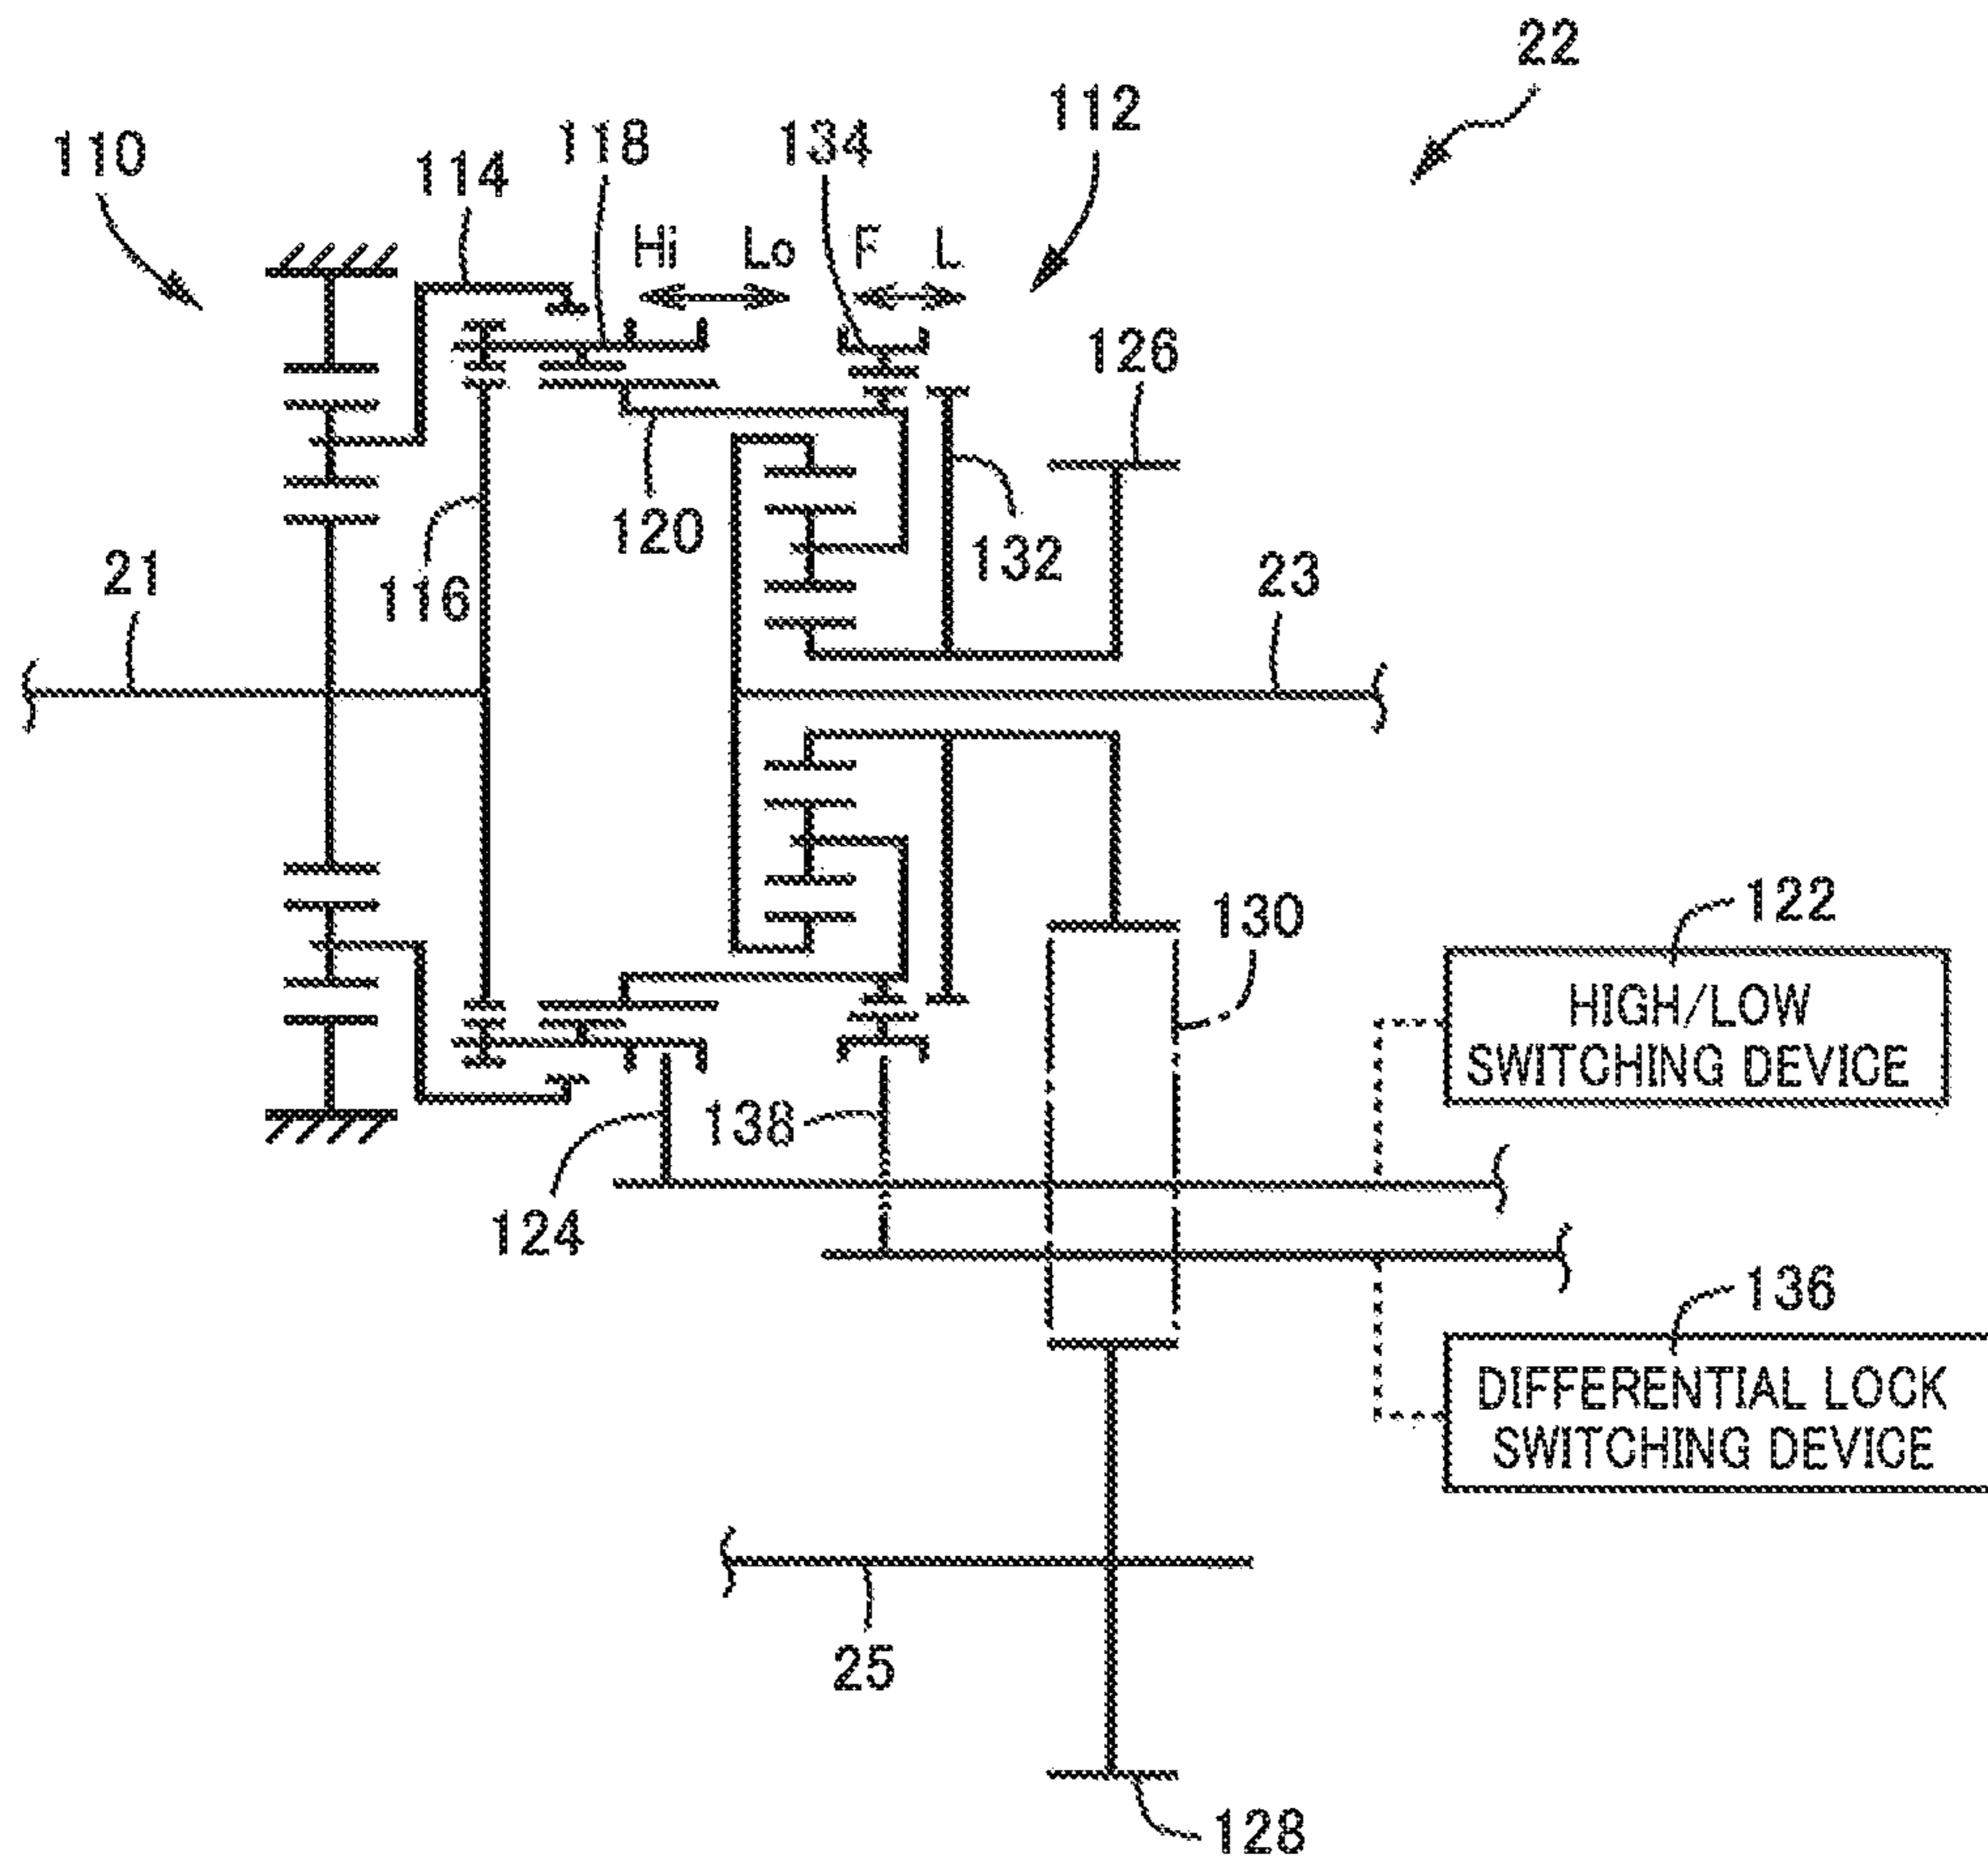 22
112
110
118
134
114
Hi
Lo
F
L
126
120
132
21
116
23
122
130
HIGH/LOW
SWITCHING DEVICE
138
124
136
DIFFERENTIAL LOCK
SWITCHING DEVICE
25
128